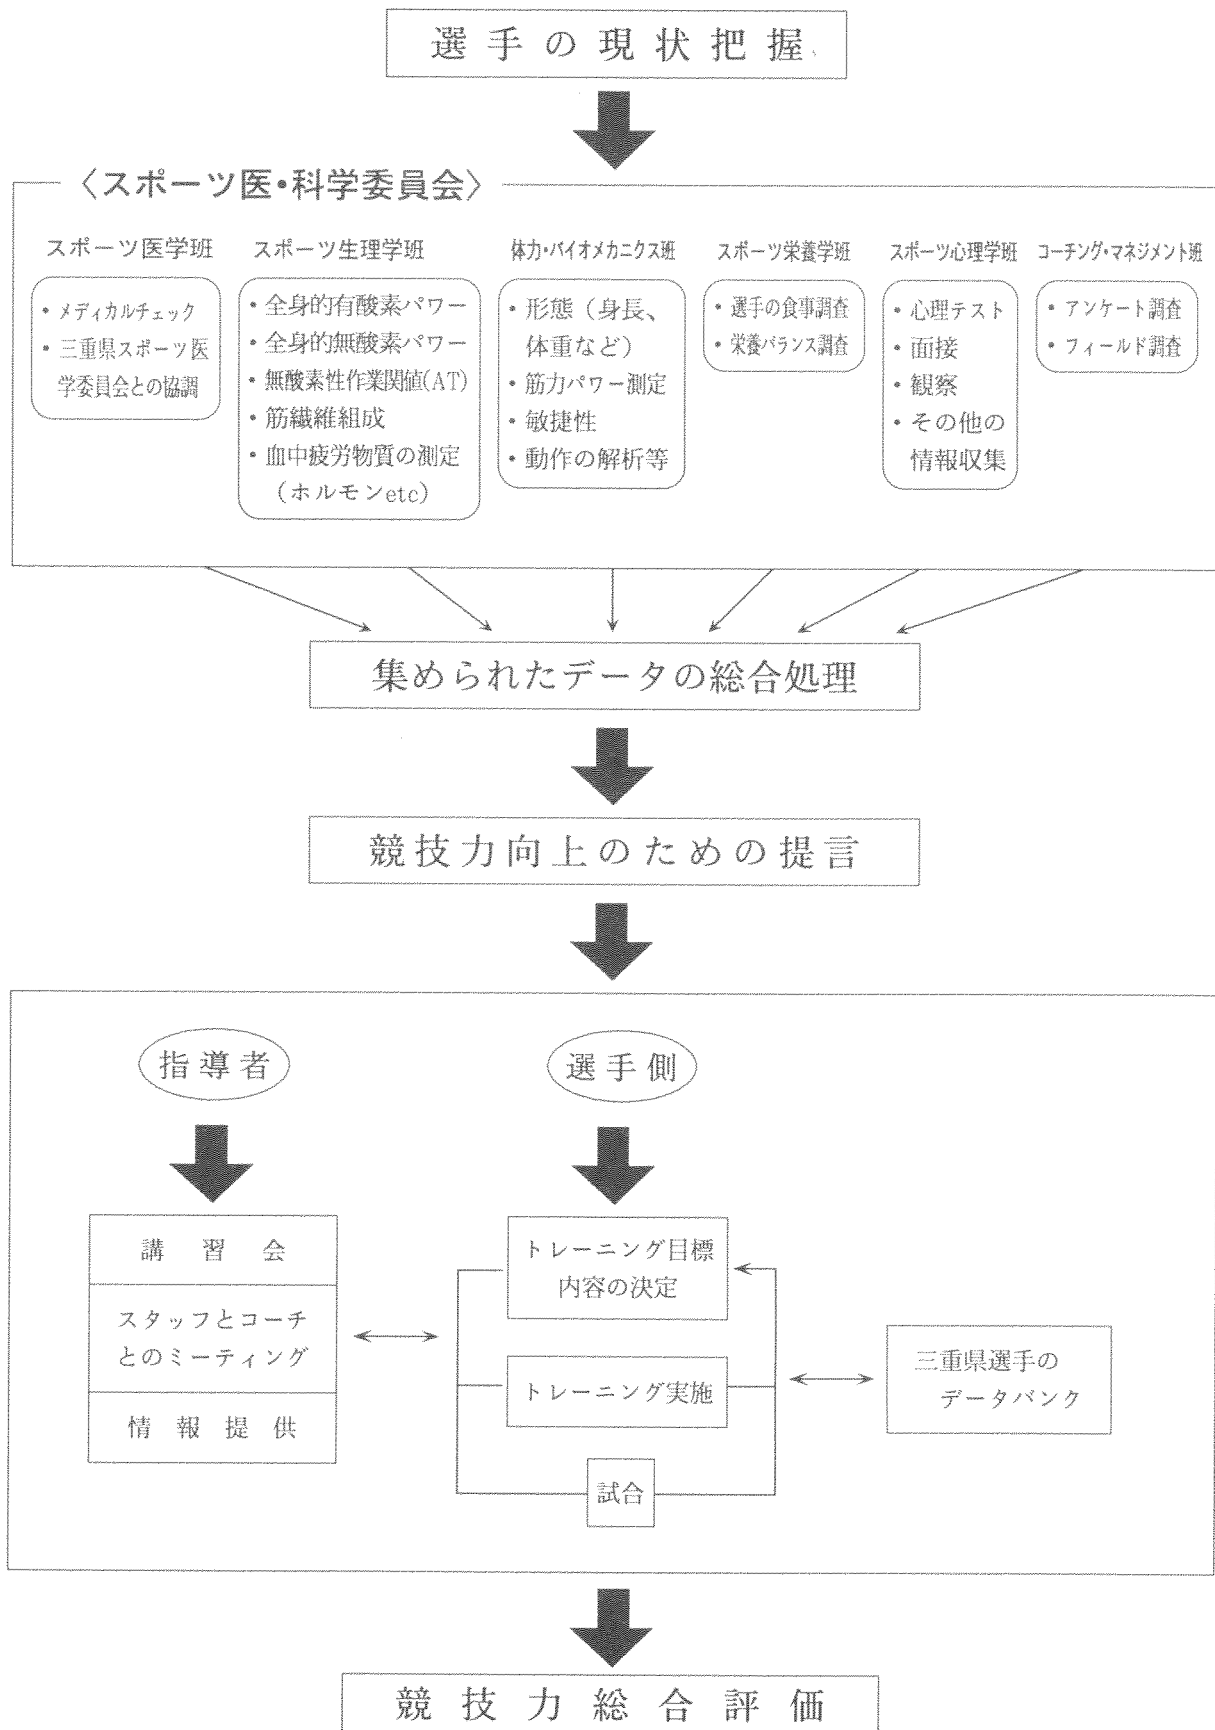 選手の現状把握
〈スポーツ医・科学委員会〉
スポーツ医学班
・メディカルチェック
・三重県スポーツ医
学委員会との協調
スポーツ生理学班
・全身的有酸素パワー
・全身的無酸素パワー
・無酸素性作業関値(AT)
・筋繊維組成
・血中疲労物質の測定
(ホルモンetc)
体力・バイオメカニクス班
・形態(身長、
体重など)
・筋力パワー測定
・敏捷性
・動作の解析等
スポーツ栄養学班
・選手の食事調査
・栄養バランス調査
スポーツ心理学班
・心理テスト
・面接
・観察
・その他の
情報収集
コーチング・マネジメント班
・アンケート調査
・フィールド調査
集められたデータの総合処理
競技力向上のための提言
指導者
講習会
スタッフとコーチ
とのミーティング
情報提供
選手側
トレーニング目標
内容の決定
トレーニング実施
試合
三重県選手の
データバンク
競技力総合評価